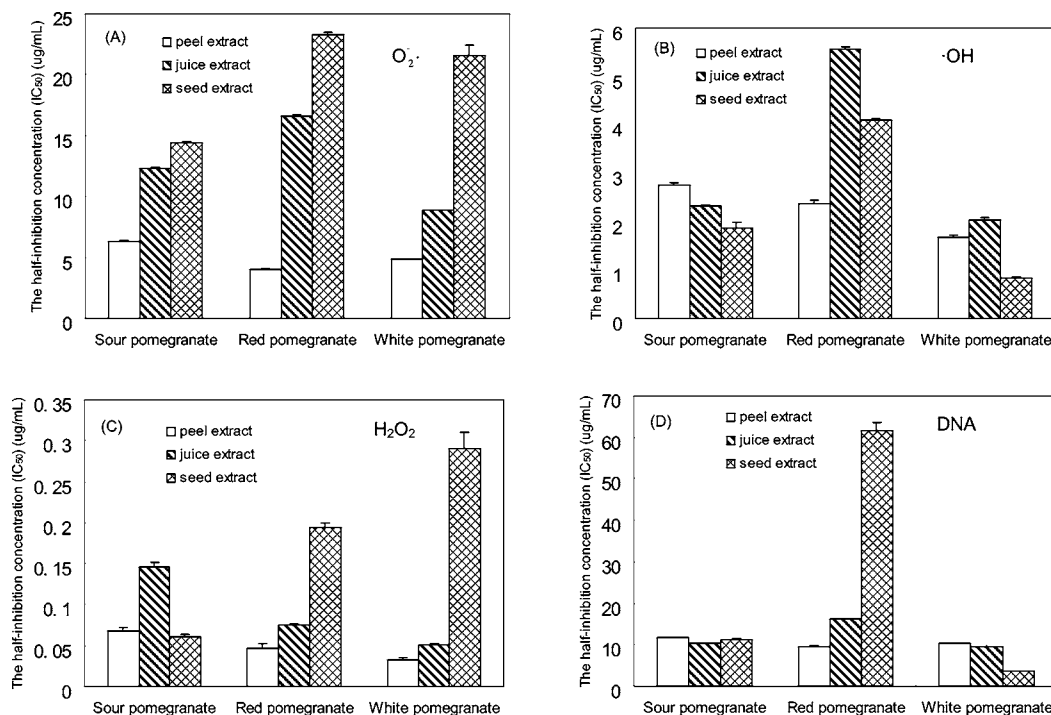 The half-inhibition concentration (IC50) (ug/mL)
25
20
15
10
5
0
(A)
O2−·
peel extract
juice extract
seed extract
Sour pomegranate Red pomegranate White pomegranate
The half-inhibition concentration (IC50) (ug/mL)
6
5
4
3
2
1
0
(B)
·OH
peel extract
juice extract
seed extract
Sour pomegranate Red pomegranate White pomegranate
The half-inhibition concentration (IC50) (ug/mL)
0. 35
0. 3
0. 25
0. 2
0. 15
0. 1
0. 05
0
(C)
H2O2
peel extract
juice extract
seed extract
Sour pomegranate Red pomegranate White pomegranate
The half-inhibition concentration (IC50) (ug/mL)
70
60
50
40
30
20
10
0
(D)
DNA
peel extract
juice extract
seed extract
Sour pomegranate Red pomegranate White pomegranate